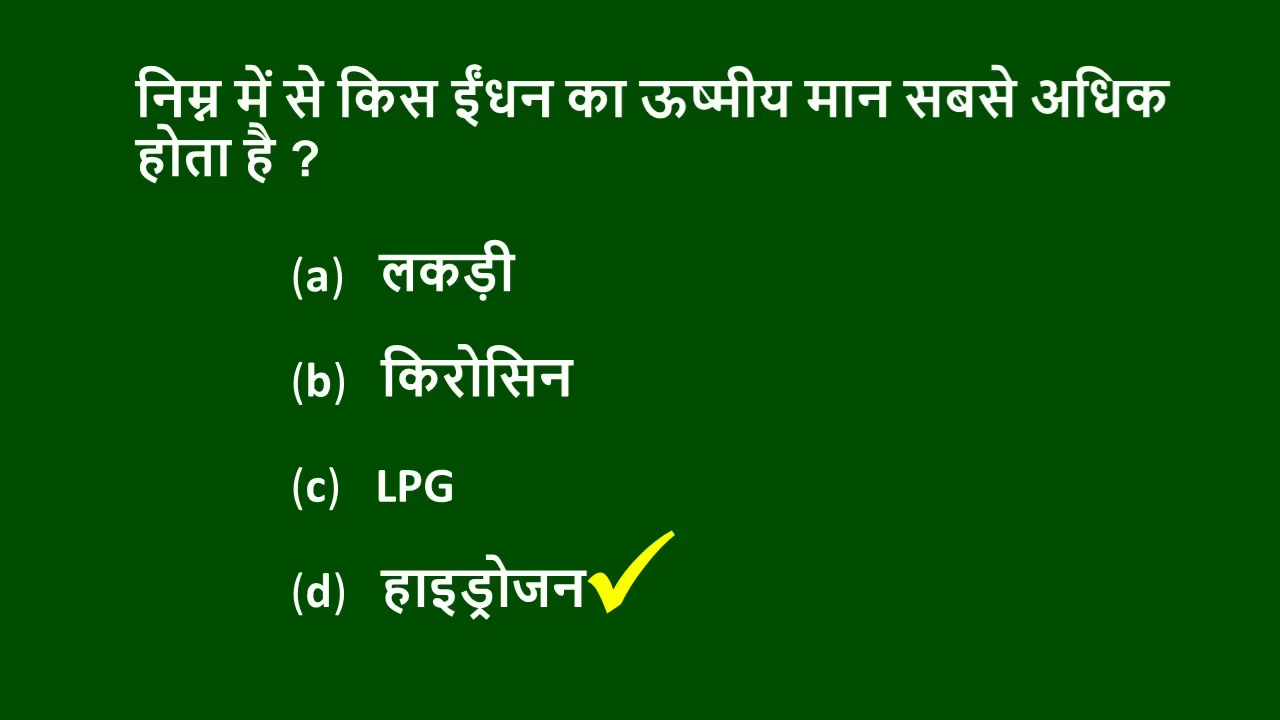 निम्न में से किस ईंधन का ऊष्मीय मान सबसे अधिक
होता है ?
(a) लकड़ी
(b) किरोसिन
(c) LPG
(d) हाइड्रोजन